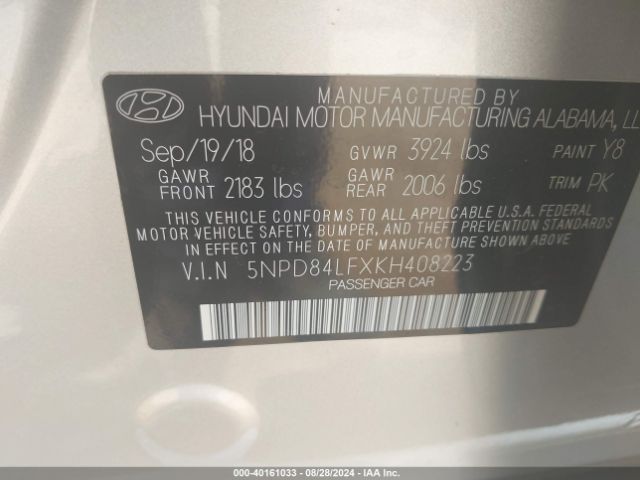 MANUFACTURED BY
HYUNDAI MOTOR MANUFACTURING ALABAMA, LL
Sep/19/18 GVWR 3924 lbs PAINT Y8
GAWR FRONT 2183 lbs GAWR REAR 2006 lbs TRIM PK
THIS VEHICLE CONFORMS TO ALL APPLICABLE U.S.A. FEDERAL
MOTOR VEHICLE SAFETY, BUMPER, AND THEFT PREVENTION STANDARDS
IN EFFECT ON THE DATE OF MANUFACTURE SHOWN ABOVE.
V.I.N 5NPD84LFXKH408223
PASSENGER CAR
000-40161033 - 08/28/2024 - IAAI.COM